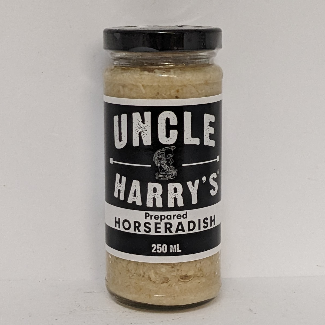 UNCLE
HARRY'S
Prepared
HORSERADISH
250 ML